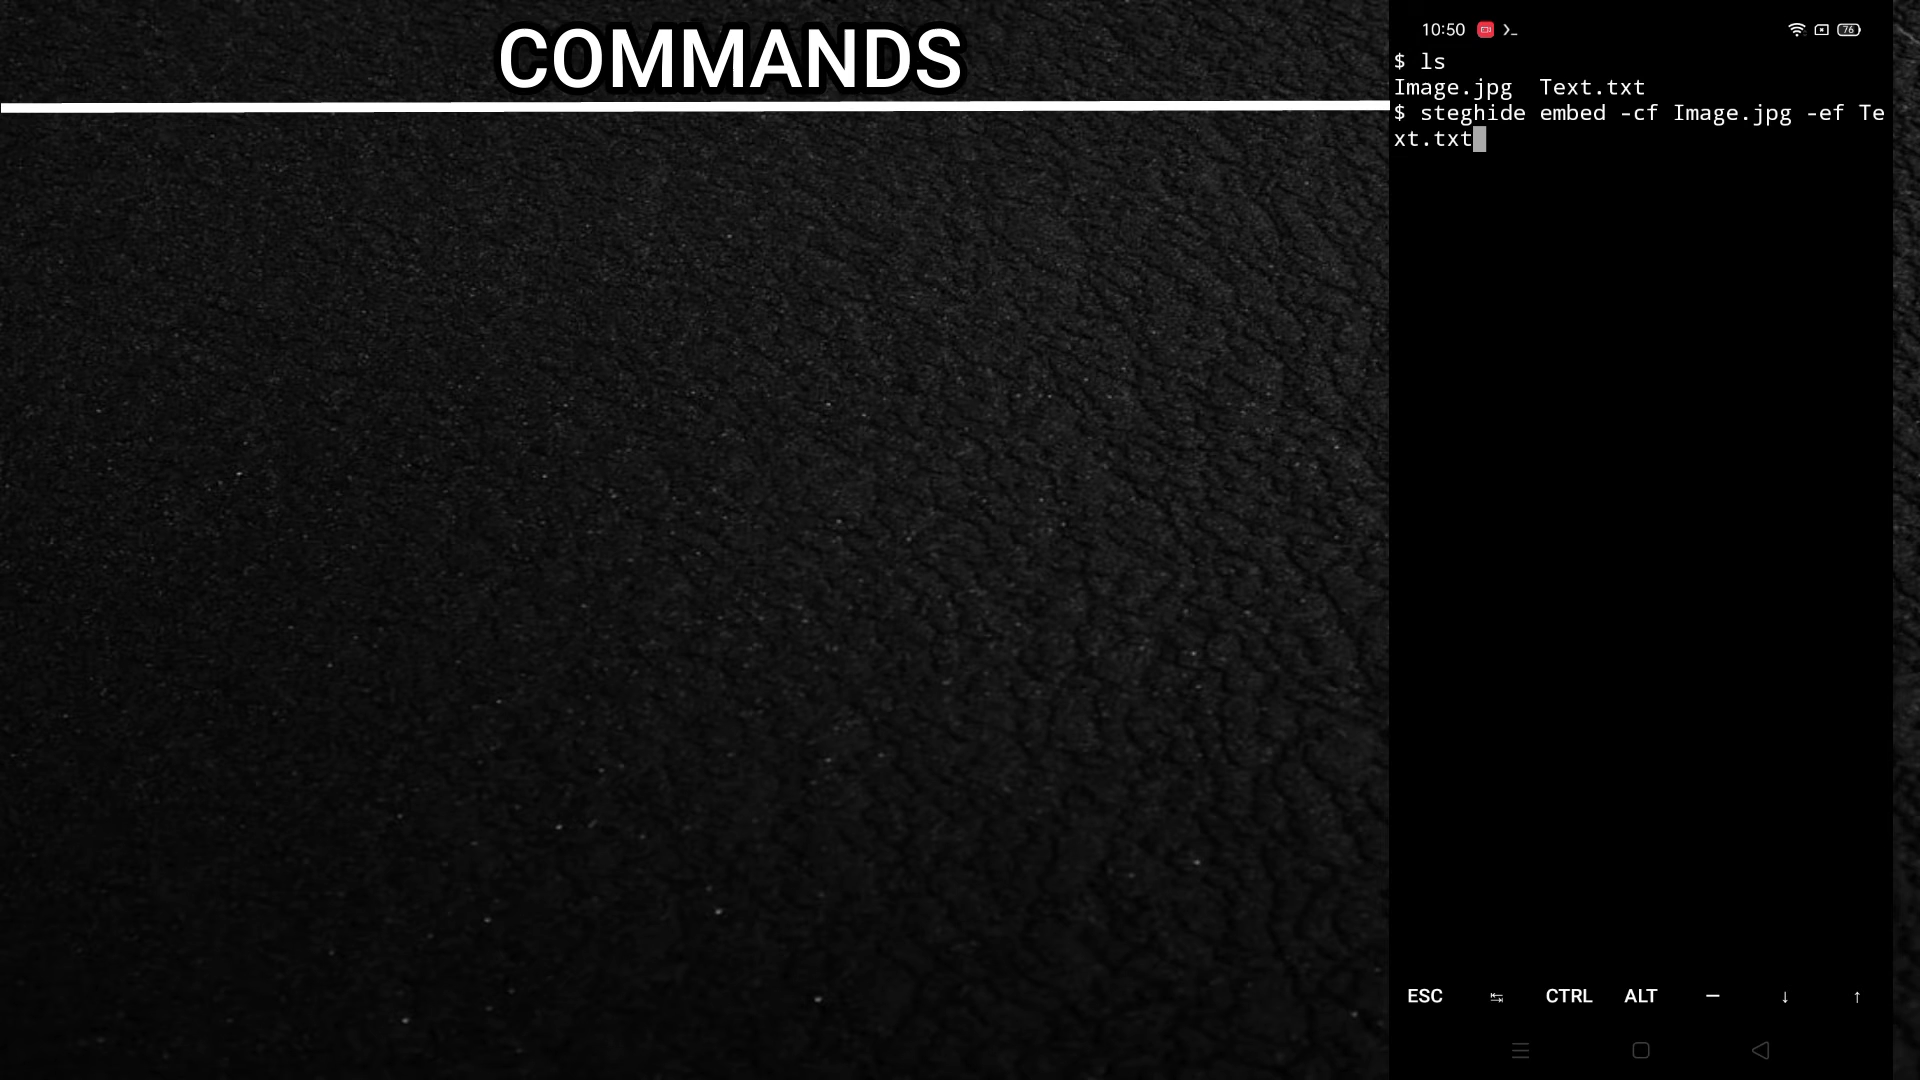 COMMANDS
10:50 76
$ ls
Image.jpg  Text.txt
$ steghide embed -cf Image.jpg -ef Te
xt.txt
ESC ⇆ CTRL ALT — ↓ ↑